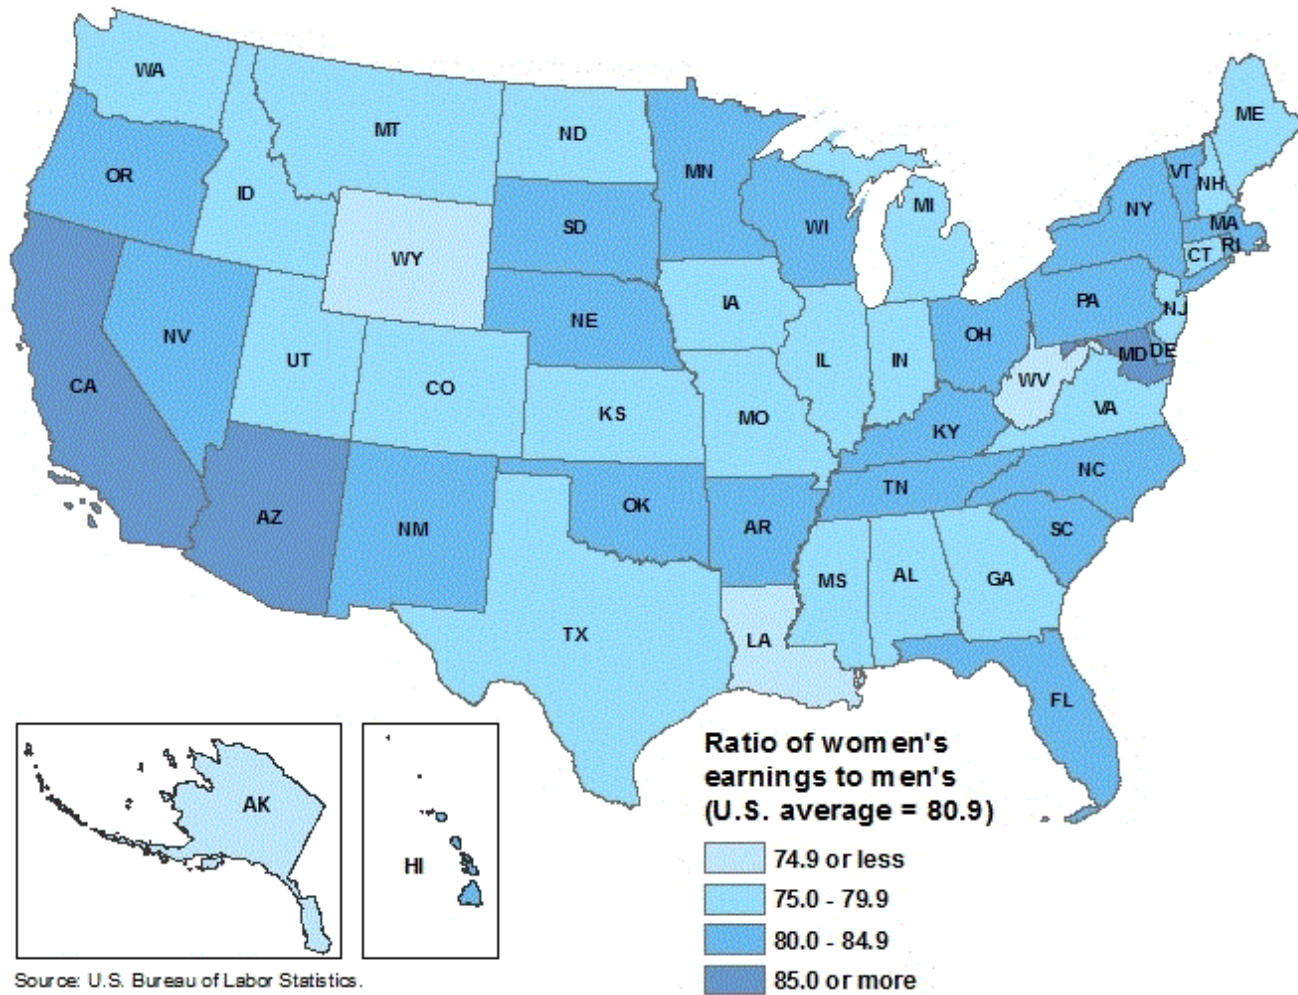 WA
MT
ND
MN
ME
OR
ID
SD
WI
MI
VT
NH
NY
MA
CT
RI
WY
IA
PA
NJ
NV
NE
OH
MD
DE
UT
CO
IL
IN
WV
CA
KS
MO
VA
KY
NC
AZ
NM
OK
AR
TN
SC
TX
MS
AL
GA
LA
FL
AK
HI
Ratio of women's
earnings to men's
(U.S. average = 80.9)
74.9 or less
75.0 - 79.9
80.0 - 84.9
85.0 or more
Source: U.S. Bureau of Labor Statistics.